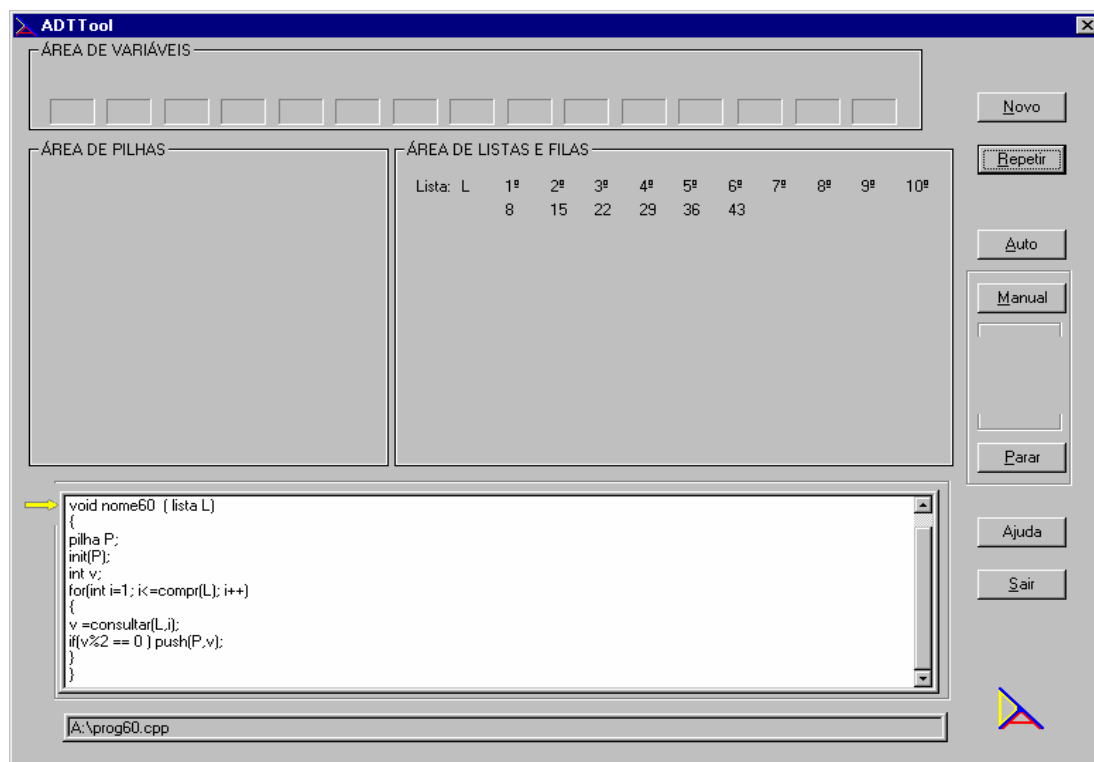 ADTTool
ÁREA DE VARIÁVEIS
Novo
ÁREA DE PILHAS
ÁREA DE LISTAS E FILAS
Repetir
Lista: L 1º 2º 3º 4º 5º 6º 7º 8º 9º 10º
8 15 22 29 36 43
Auto
Manual
Parar
void nome60 ( lista L)
{
pilha P;
init(P);
int v;
for(int i=1; i<=compr(L); i++)
{
v =consultar(L,i);
if(v%2 == 0 ) push(P,v);
}
}
Ajuda
Sair
A:\prog60.cpp